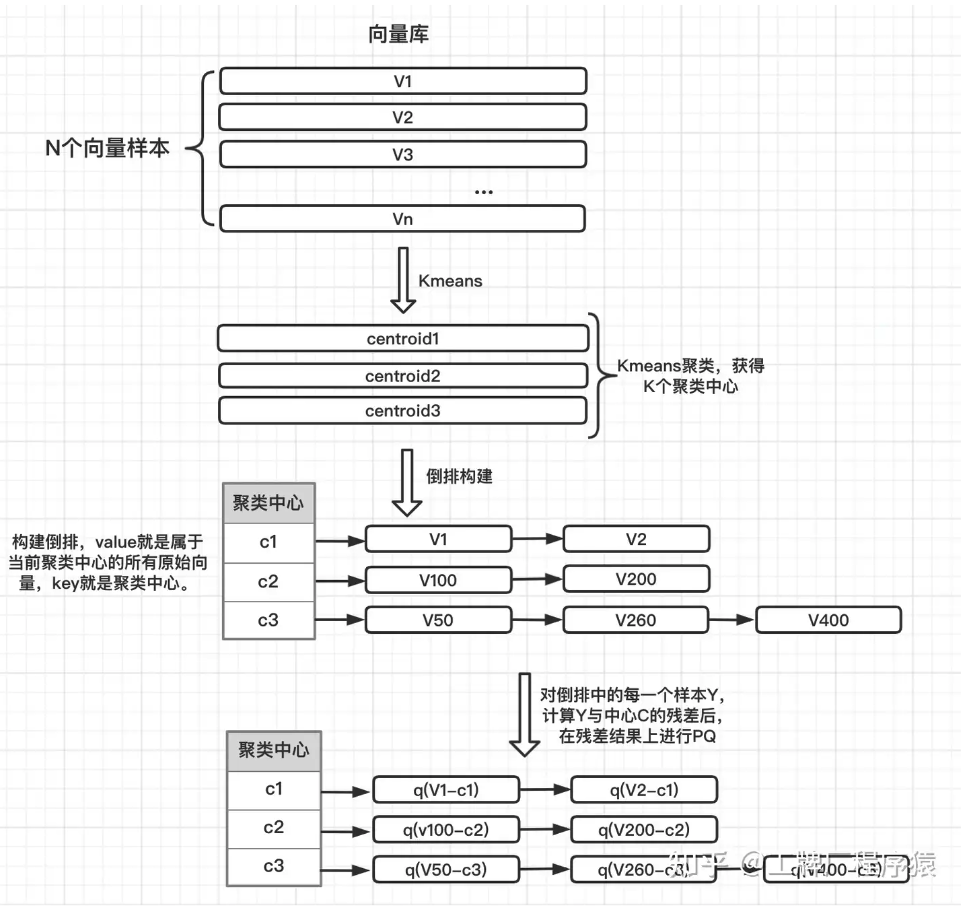 向量库
V1
V2
N个向量样本
V3
...
Vn
Kmeans
centroid1
centroid2
centroid3
Kmeans聚类，获得
K个聚类中心
倒排构建
聚类中心
构建倒排，value就是属于
当前聚类中心的所有原始向
量，key就是聚类中心。
c1
V1
V2
c2
V100
V200
c3
V50
V260
V400
对倒排中的每一个样本Y，
计算Y与中心C的残差后，
在残差结果上进行PQ
聚类中心
c1
q(V1-c1)
q(V2-c1)
c2
q(v100-c2)
q(V200-c2)
c3
q(V50-c3)
q(V260-c3)
q(V400-c3)
知乎 @工牌厂程序猿